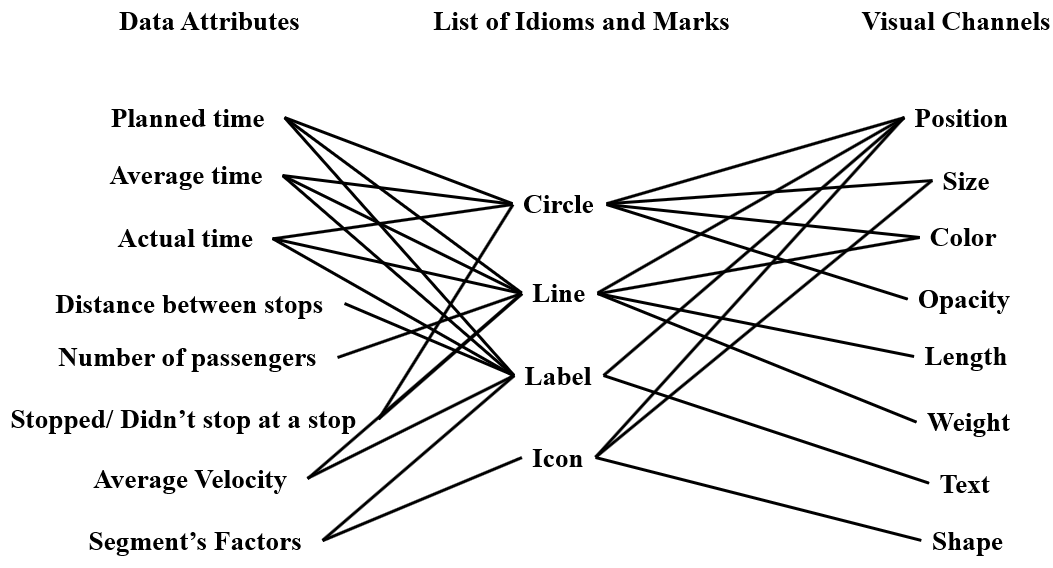 Data Attributes
List of Idioms and Marks
Visual Channels
Planned time
Average time
Actual time
Distance between stops
Number of passengers
Stopped/ Didn’t stop at a stop
Average Velocity
Segment’s Factors
Circle
Line
Label
Icon
Position
Size
Color
Opacity
Length
Weight
Text
Shape